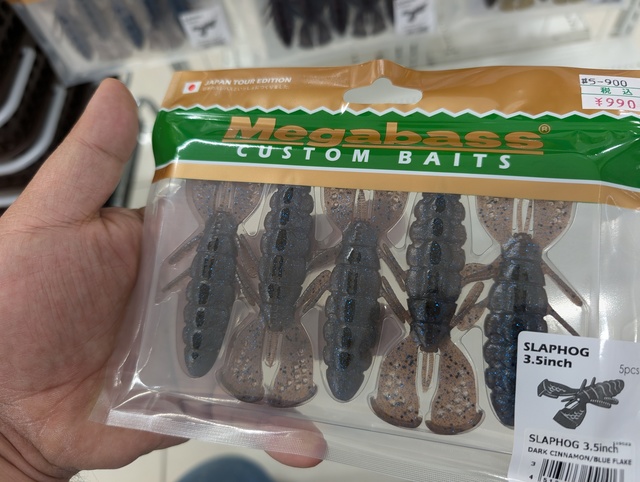 JAPAN TOUR EDITION
#5-900
税 込
¥990
Megabass®
CUSTOM BAITS
SLAPHOG
3.5inch
5pcs
SLAPHOG 3.5inch
DARK CINNAMON/BLUE FLAKE